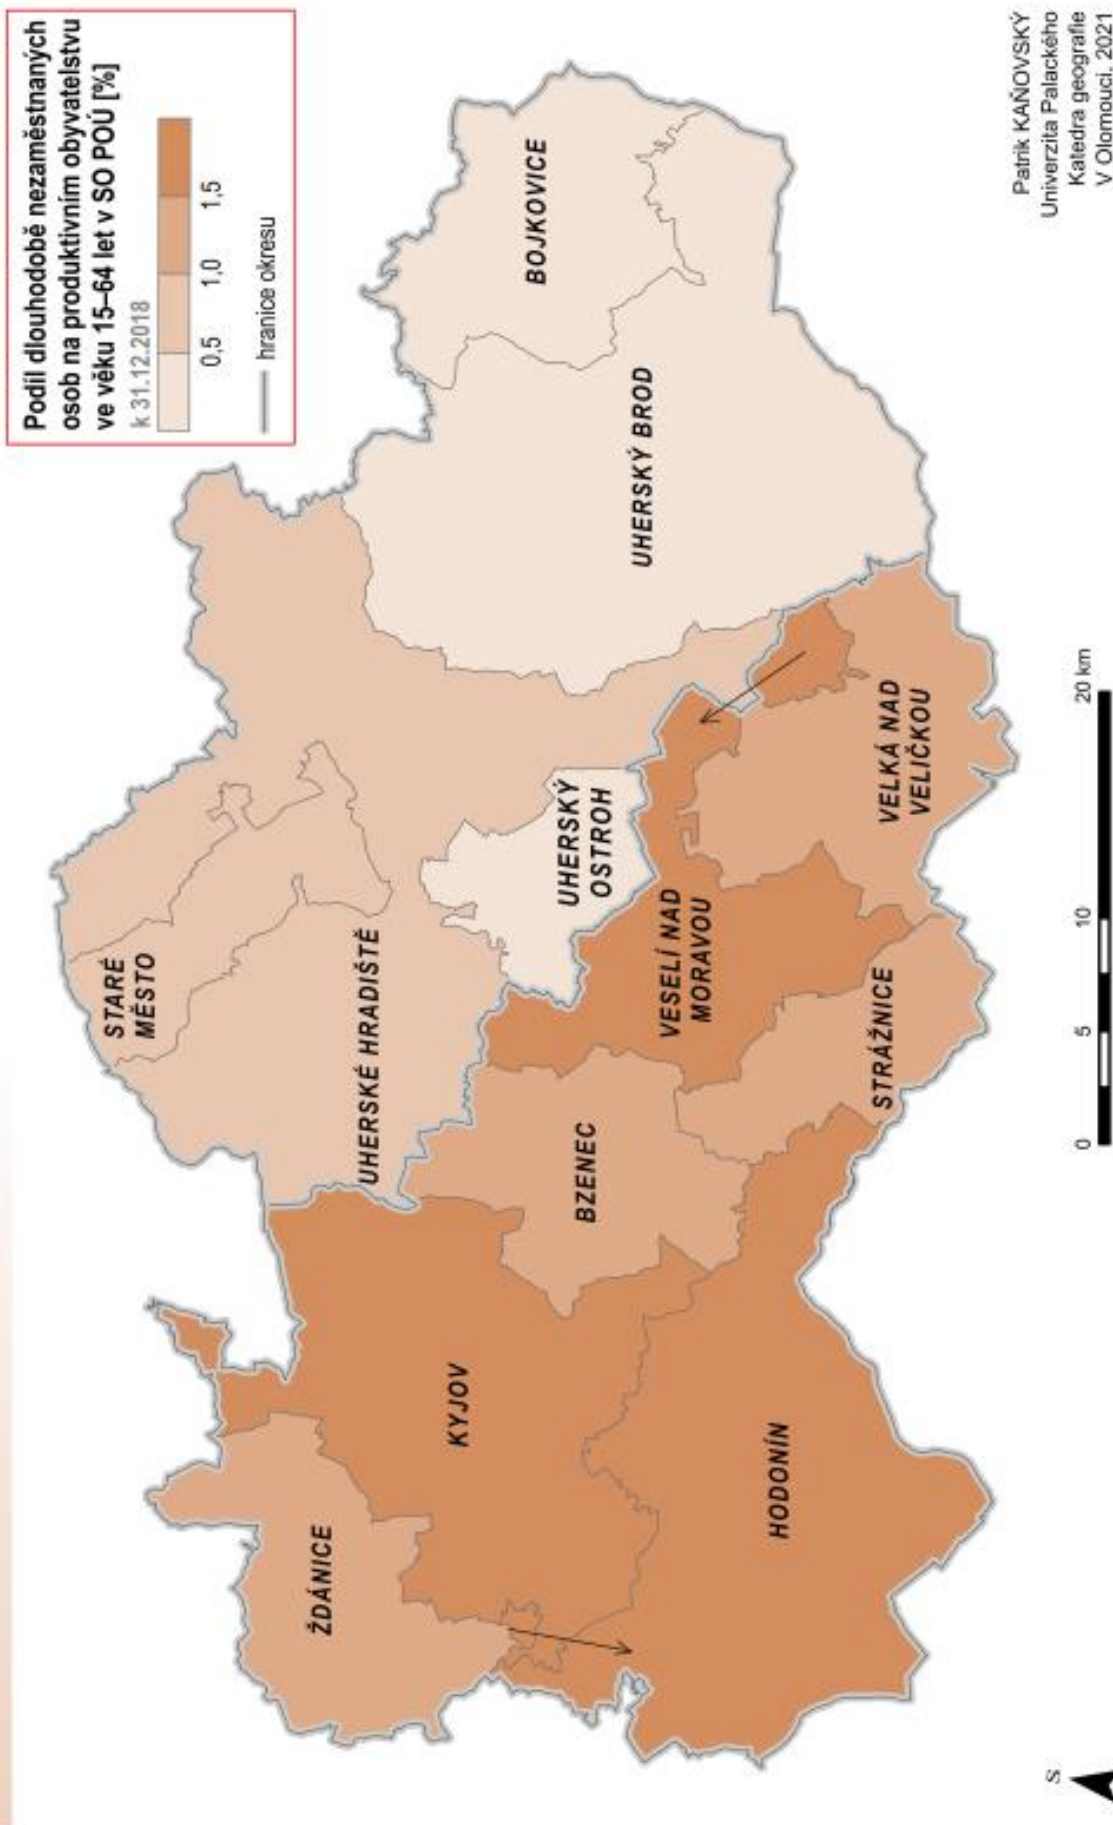 Podíl dlouhodobě nezaměstnaných
osob na produktivním obyvatelstvu
ve věku 15–64 let v SO POÚ [%]
k 31.12.2018
0,5
1,0
1,5
hranice okresu
STARÉ
MĚSTO
BOJKOVICE
ŽDÁNICE
UHERSKÉ HRADIŠTĚ
KYJOV
UHERSKÝ
OSTROH
UHERSKÝ BROD
BZENEC
VESELÍ NAD
MORAVOU
HODONÍN
STRÁŽNICE
VELKÁ NAD
VELIČKOU
S
0
5
10
20 km
Patrik KAŇOVSKÝ
Univerzita Palackého
Katedra geografie
V Olomouci, 2021